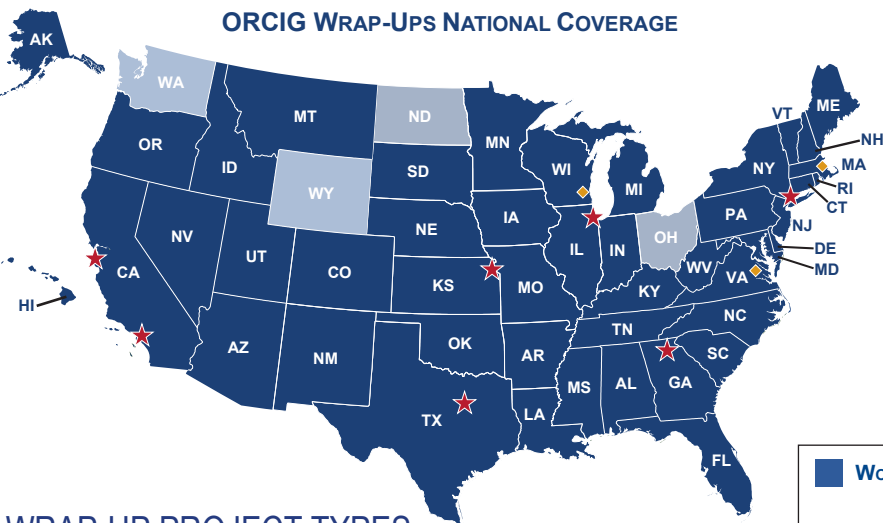 ORCIG WRAP-UPS NATIONAL COVERAGE
AK
WA
MT
ND
MN
VT
ME
OR
ID
SD
WI
MI
NY
NH
MA
WY
RI
CT
NE
IA
PA
NJ
NV
UT
CO
IL
IN
OH
DE
MD
CA
KS
MO
WV
VA
HI
KY
NC
AZ
NM
OK
AR
TN
SC
TX
LA
MS
AL
GA
FL